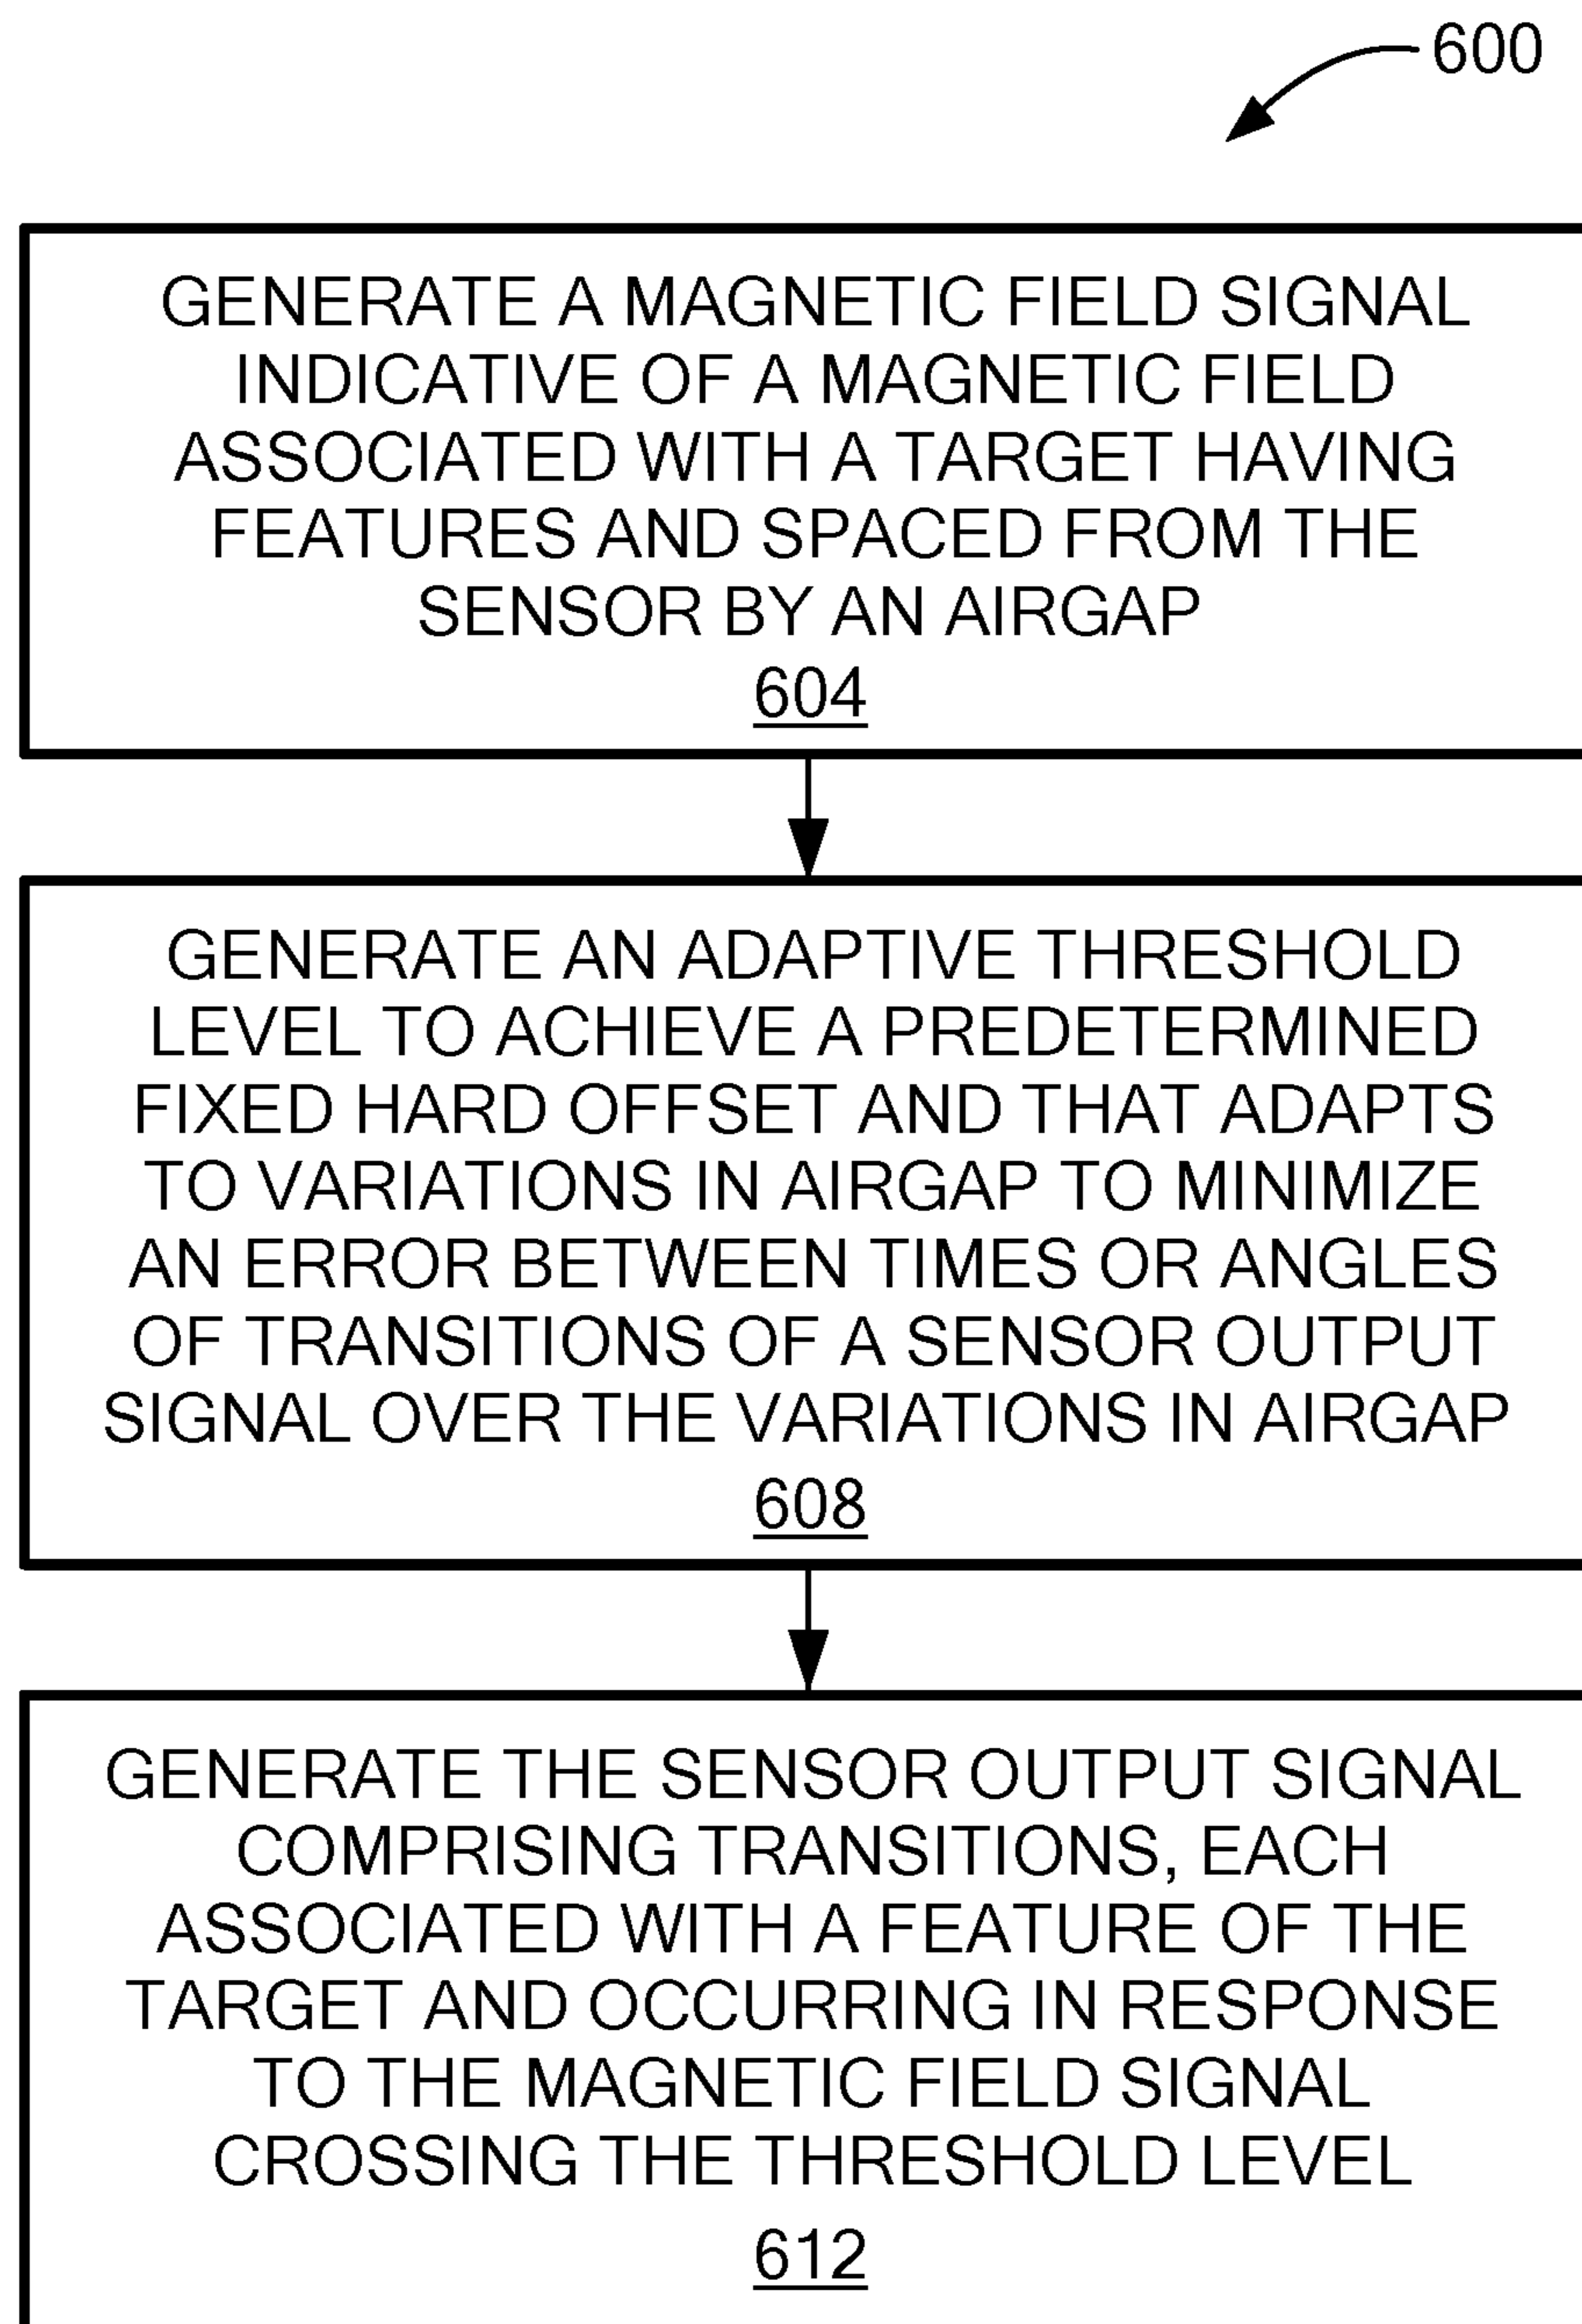 600
GENERATE A MAGNETIC FIELD SIGNAL
INDICATIVE OF A MAGNETIC FIELD
ASSOCIATED WITH A TARGET HAVING
FEATURES AND SPACED FROM THE
SENSOR BY AN AIRGAP
604
GENERATE AN ADAPTIVE THRESHOLD
LEVEL TO ACHIEVE A PREDETERMINED
FIXED HARD OFFSET AND THAT ADAPTS
TO VARIATIONS IN AIRGAP TO MINIMIZE
AN ERROR BETWEEN TIMES OR ANGLES
OF TRANSITIONS OF A SENSOR OUTPUT
SIGNAL OVER THE VARIATIONS IN AIRGAP
608
GENERATE THE SENSOR OUTPUT SIGNAL
COMPRISING TRANSITIONS, EACH
ASSOCIATED WITH A FEATURE OF THE
TARGET AND OCCURRING IN RESPONSE
TO THE MAGNETIC FIELD SIGNAL
CROSSING THE THRESHOLD LEVEL
612